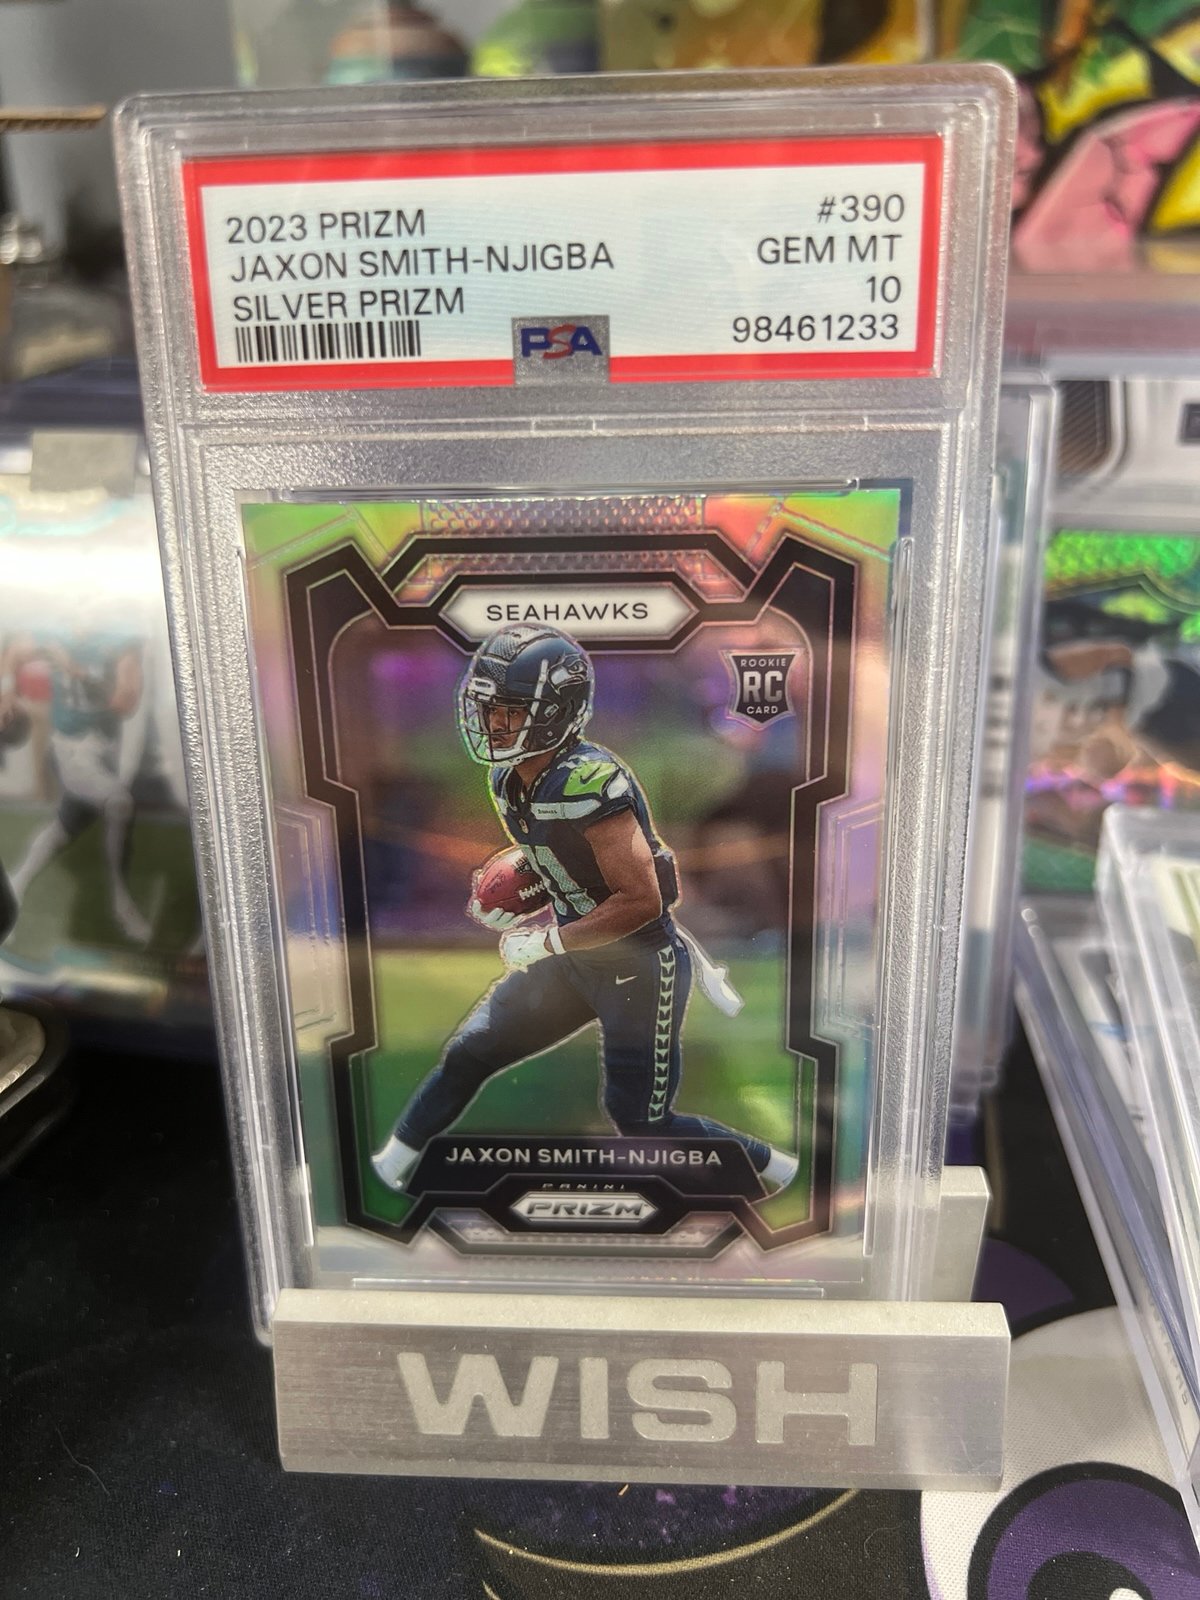 2023 PRIZM
JAXON SMITH-NJIGBA
SILVER PRIZM
#390
GEM MT
10
98461233
PSA
SEAHAWKS
ROOKIE
RC
CARD
11
JAXON SMITH-NJIGBA
PANINI
PRIZM
WISH